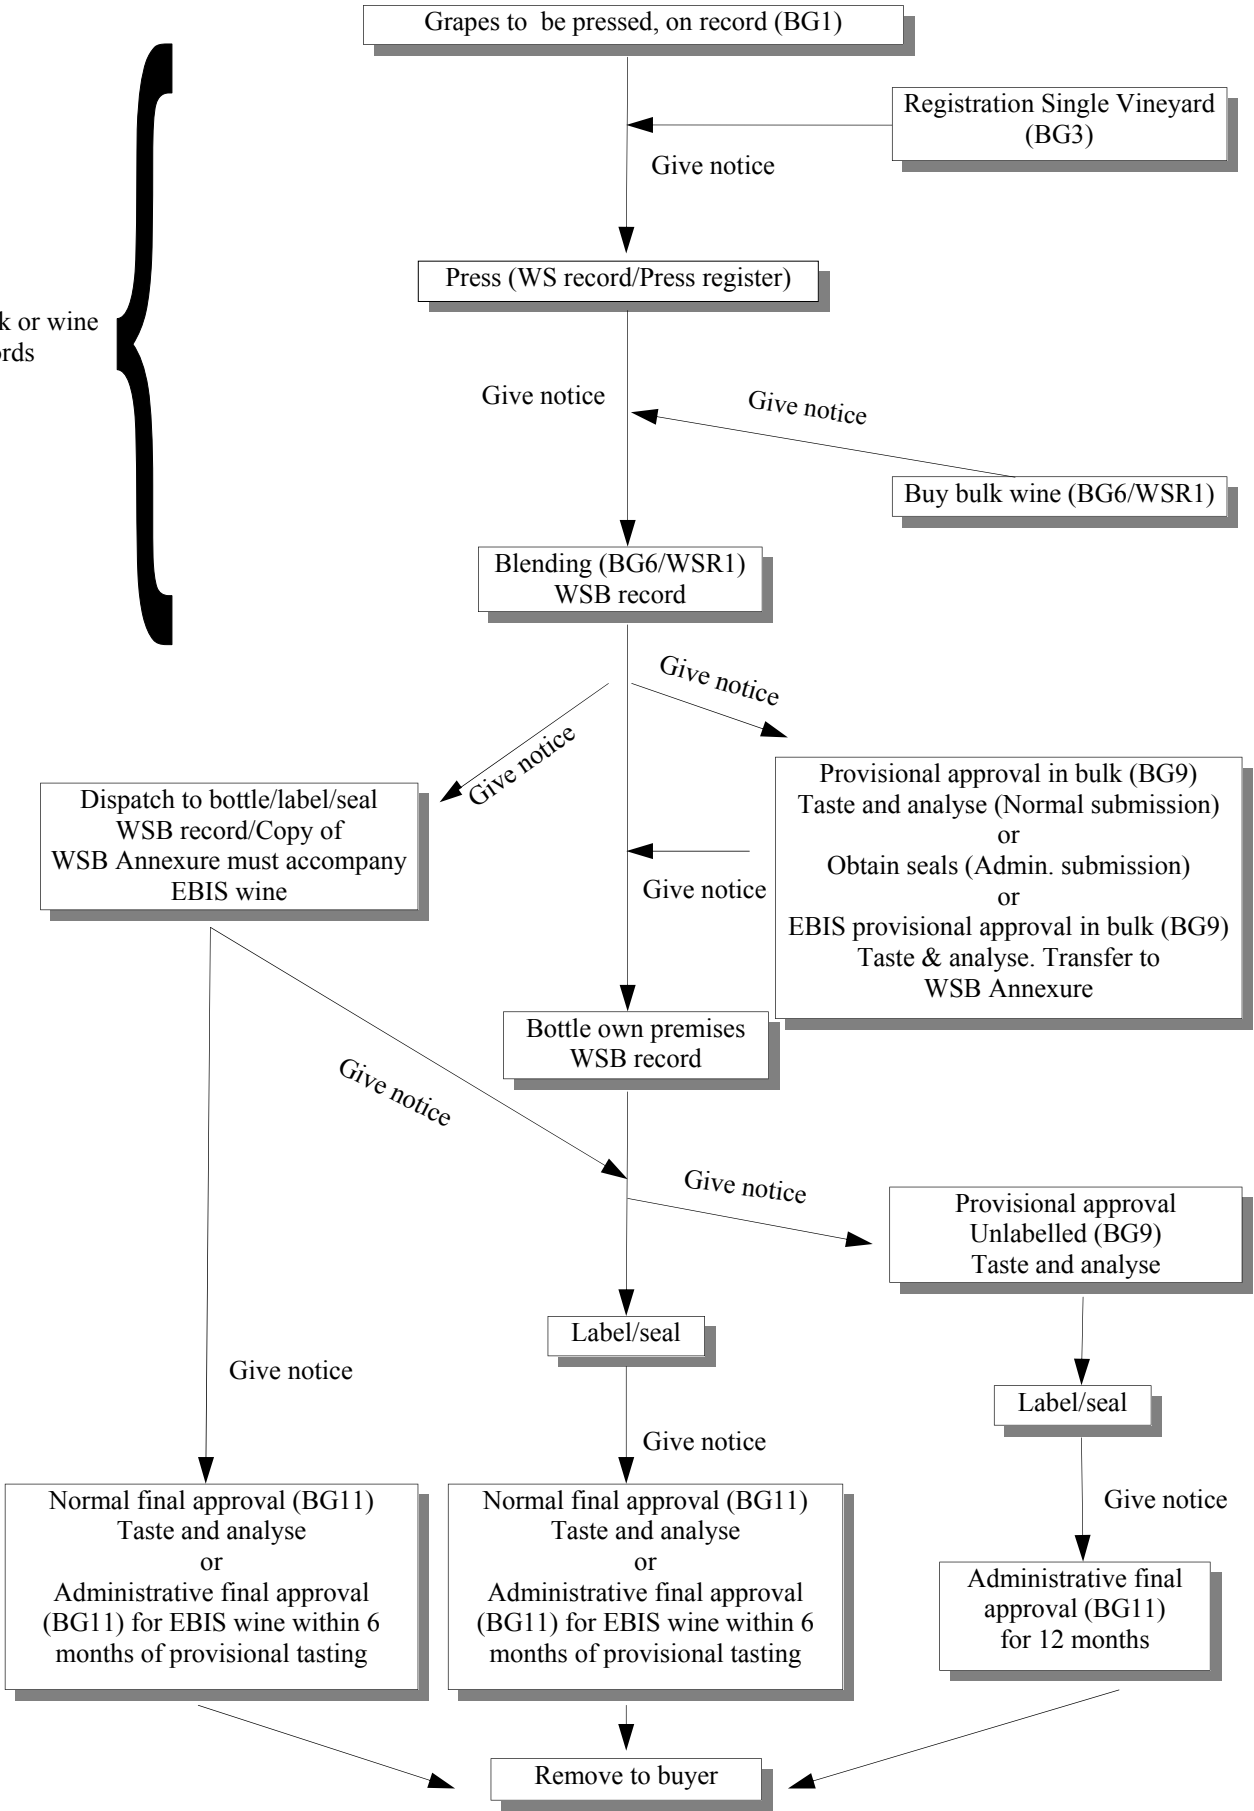 Grapes to be pressed, on record (BG1)
Registration Single Vineyard
(BG3)
Give notice
Press (WS record/Press register)
or wine
Give notice
Give notice
Buy bulk wine (BG6/WSR1)
Blending (BG6/WSR1)
WSB record
Give notice
Give notice
Dispatch to bottle/label/seal
WSB record/Copy of
WSB Annexure must accompany
EBIS wine
Provisional approval in bulk (BG9)
Taste and analyse (Normal submission)
or
Obtain seals (Admin. submission)
or
EBIS provisional approval in bulk (BG9)
Taste & analyse. Transfer to
WSB Annexure
Give notice
Bottle own premises
WSB record
Give notice
Give notice
Provisional approval
Unlabelled (BG9)
Taste and analyse
Label/seal
Give notice
Label/seal
Give notice
Give notice
Normal final approval (BG11)
Taste and analyse
or
Administrative final approval
(BG11) for EBIS wine within 6
months of provisional tasting
Normal final approval (BG11)
Taste and analyse
or
Administrative final approval
(BG11) for EBIS wine within 6
months of provisional tasting
Administrative final
approval (BG11)
for 12 months
Remove to buyer